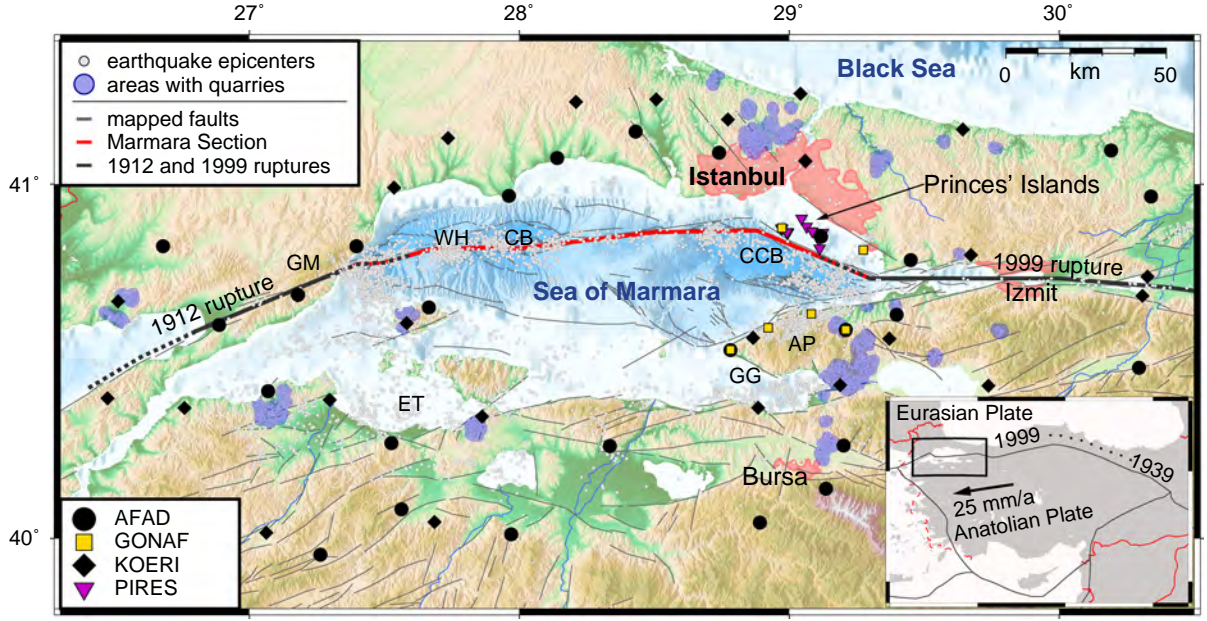 27˚ 28˚ 29˚ 30˚
earthquake epicenters
areas with quarries
mapped faults
Marmara Section
1912 and 1999 ruptures
Black Sea
0 km 50
41˚
Istanbul
Princes’ Islands
WH
CB
CCB
GM
1912 rupture
1999 rupture
Izmit
Sea of Marmara
AP
GG
ET
Bursa
40˚
AFAD
GONAF
KOERI
PIRES
Eurasian Plate
1999
1939
25 mm/a
Anatolian Plate